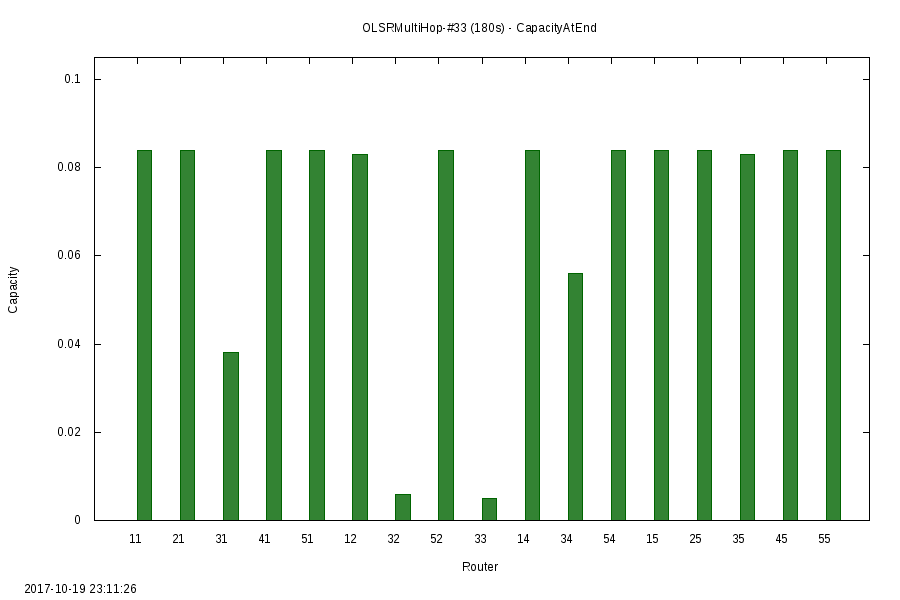 OLSRMultiHop-#33 (180s) - CapacityAtEnd
0.1
0.08
0.06
0.04
0.02
0
Capacity
11 21 31 41 51 12 32 52 33 14 34 54 15 25 35 45 55
Router
2017-10-19 23:11:26